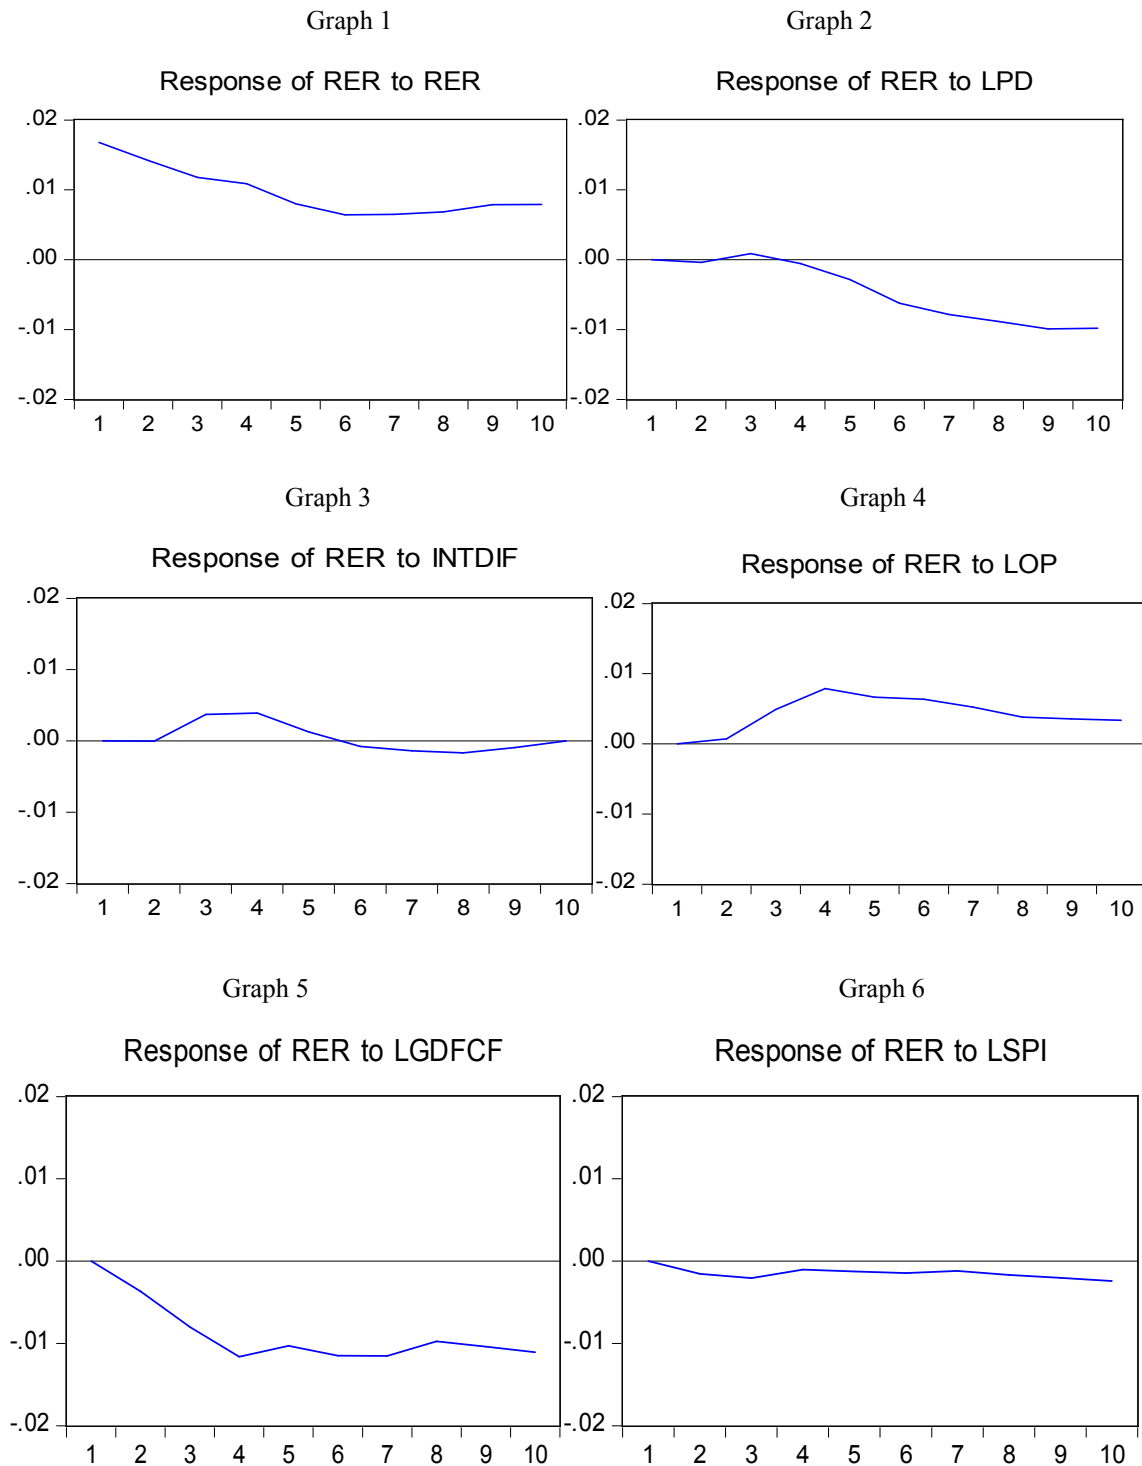 Graph 1
Graph 2
Response of RER to RER
Response of RER to LPD
.02
.01
.00
-.01
-.02
1 2 3 4 5 6 7 8 9 10
.02
.01
.00
-.01
-.02
1 2 3 4 5 6 7 8 9 10
Graph 3
Graph 4
Response of RER to INTDIF
Response of RER to LOP
.02
.01
.00
-.01
-.02
1 2 3 4 5 6 7 8 9 10
.02
.01
.00
-.01
-.02
1 2 3 4 5 6 7 8 9 10
Graph 5
Graph 6
Response of RER to LGDFCF
Response of RER to LSPI
.02
.01
.00
-.01
-.02
1 2 3 4 5 6 7 8 9 10
.02
.01
.00
-.01
-.02
1 2 3 4 5 6 7 8 9 10